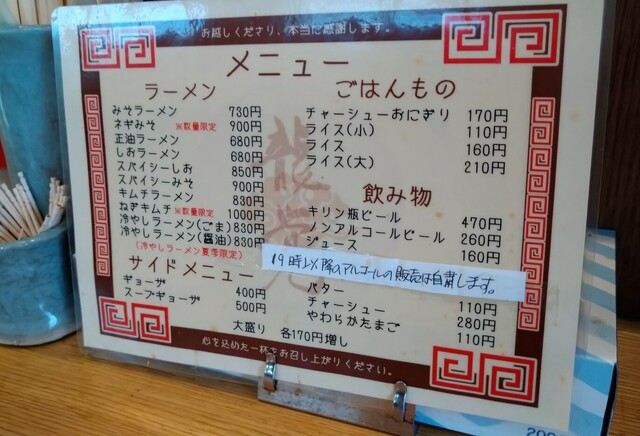 お越しくださり、本当に感謝します。
メニュー
ラーメン
みそラーメン 730円
ネギみそ ※数量限定 900円
正油ラーメン 680円
しおラーメン 680円
スパイシーしお 850円
スパイシーみそ 900円
キムチラーメン 830円
ねぎキムチ ※数量限定 1000円
冷やしラーメン(ごま) 830円
冷やしラーメン(醤油) 830円
(冷やしラーメン夏季限定)
サイドメニュー
ギョーザ 400円
スープギョーザ 500円
ごはんもの
チャーシューおにぎり 170円
ライス(小) 110円
ライス 160円
ライス(大) 210円
飲み物
キリン瓶ビール 470円
ノンアルコールビール 260円
ジュース 160円
19時以降のアルコールの販売は自粛します。
バター 110円
チャーシュー 280円
やわらかたまご 110円
大盛り 各170円増し
心を込めた一杯をお召し上がりください。